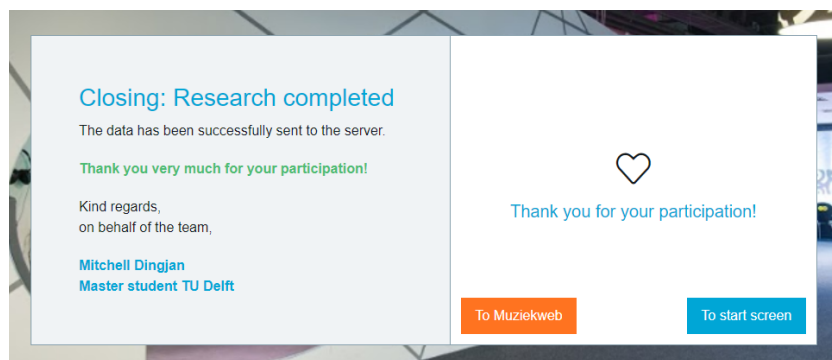 Closing: Research completed
The data has been successfully sent to the server.
Thank you very much for your participation!
Kind regards,
on behalf of the team,
Mitchell Dingjan
Master student TU Delft
Thank you for your participation!
To Muziekweb
To start screen